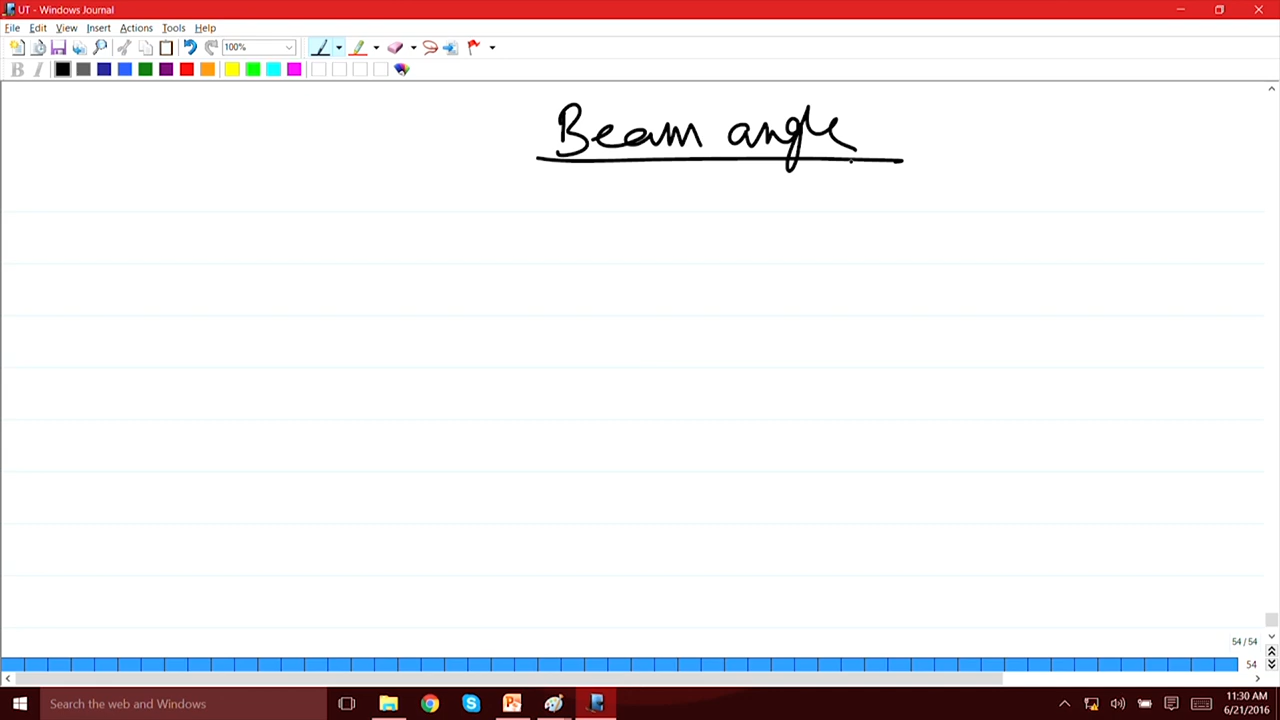 UT - Windows Journal
File Edit View Insert Actions Tools Help
100%
B I
Beam angle
54 / 54
54
Search the web and Windows
11:30 AM
6/21/2016